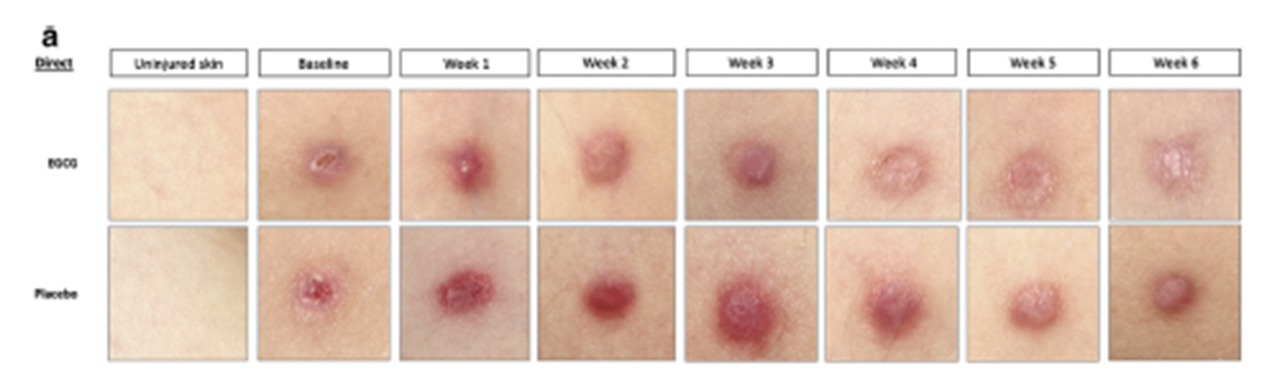 a
Direct
Uninjured skin
Baseline
Week 1
Week 2
Week 3
Week 4
Week 5
Week 6
EGCG
Placebo